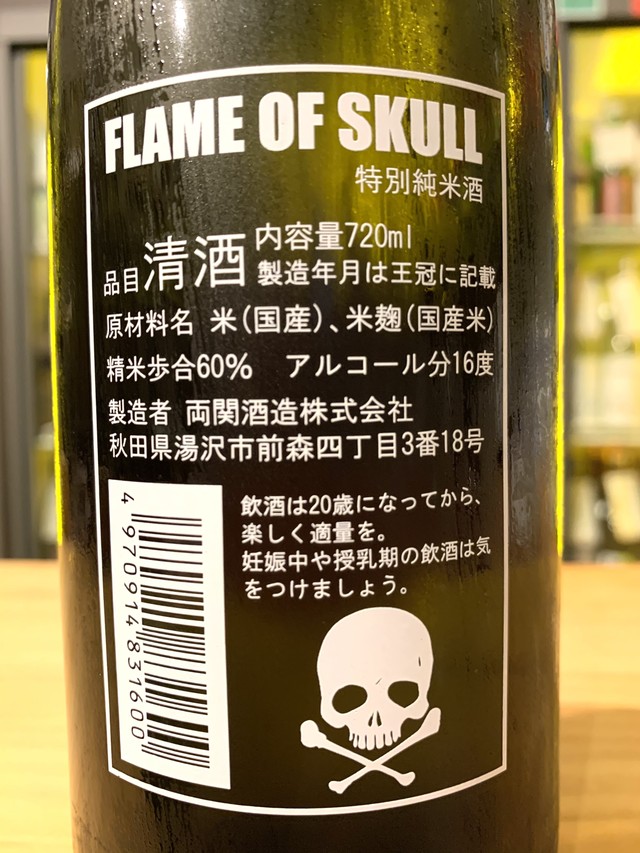 FLAME OF SKULL
特別純米酒
品目 清酒 内容量720ml
製造年月は王冠に記載
原材料名 米(国産)、米麹(国産米)
精米歩合60% アルコール分16度
製造者 両関酒造株式会社
秋田県湯沢市前森四丁目3番18号
飲酒は20歳になってから、
楽しく適量を。
妊娠中や授乳期の飲酒は気
をつけましょう。
4970914831600